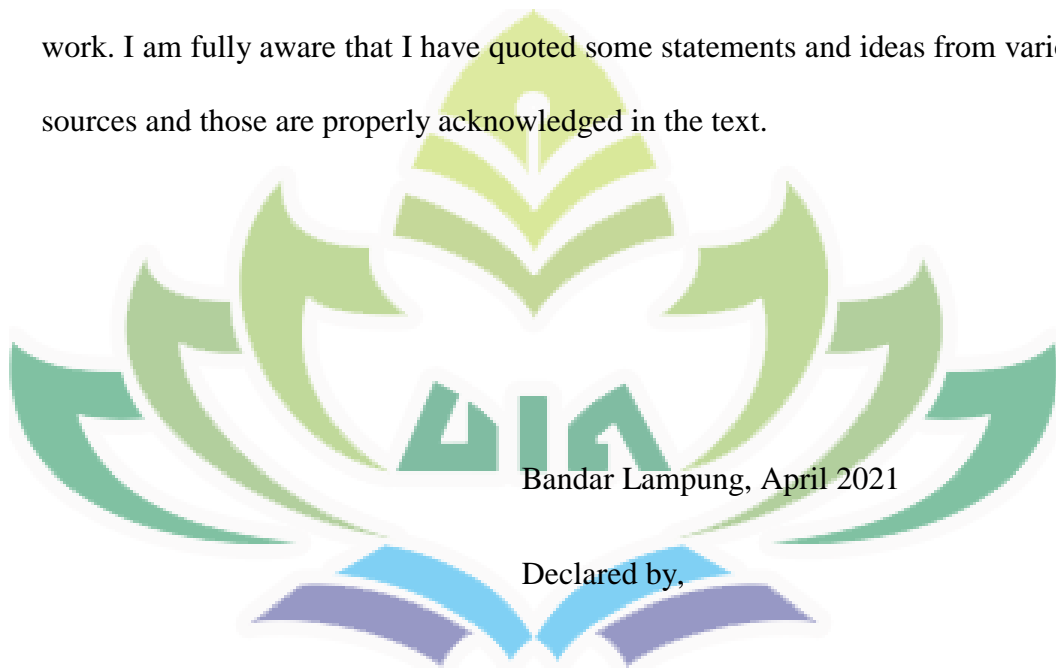 work. I am fully aware that I have quoted some statements and ideas from
sources and those are properly acknowledged in the text.
UIN
Bandar Lampung, April 2021
Declared by,